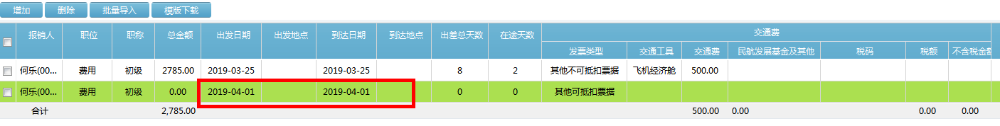 增加 删除 批量导入 模版下载
交通费
报销人 职位 职称 总金额 出发日期 出发地点 到达日期 到达地点 出差总天数 在途天数
发票类型 交通工具 交通费 民航发展基金及其他 税码 税额 不含税金额
何乐(00... 费用 初级 2785.00 2019-03-25 2019-03-25 8 2 其他不可抵扣票据 飞机经济舱 500.00
何乐(00... 费用 初级 0.00 2019-04-01 2019-04-01 0 0 其他可抵扣票据
合计 2,785.00 500.00 0.00 0.00 0.00